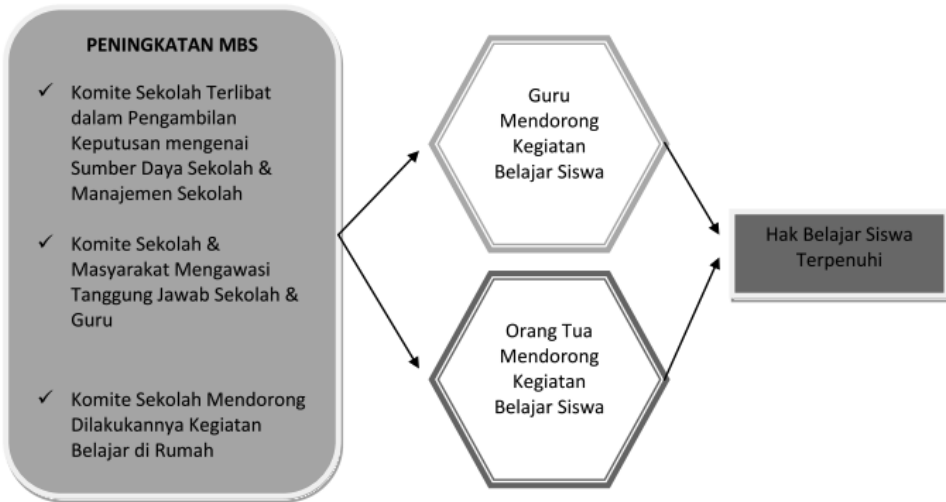 PENINGKATAN MBS
✓ Komite Sekolah Terlibat
dalam Pengambilan
Keputusan mengenai
Sumber Daya Sekolah &
Manajemen Sekolah
✓ Komite Sekolah &
Masyarakat Mengawasi
Tanggung Jawab Sekolah &
Guru
✓ Komite Sekolah Mendorong
Dilakukannya Kegiatan
Belajar di Rumah
Guru
Mendorong
Kegiatan
Belajar Siswa
Orang Tua
Mendorong
Kegiatan
Belajar Siswa
Hak Belajar Siswa
Terpenuhi